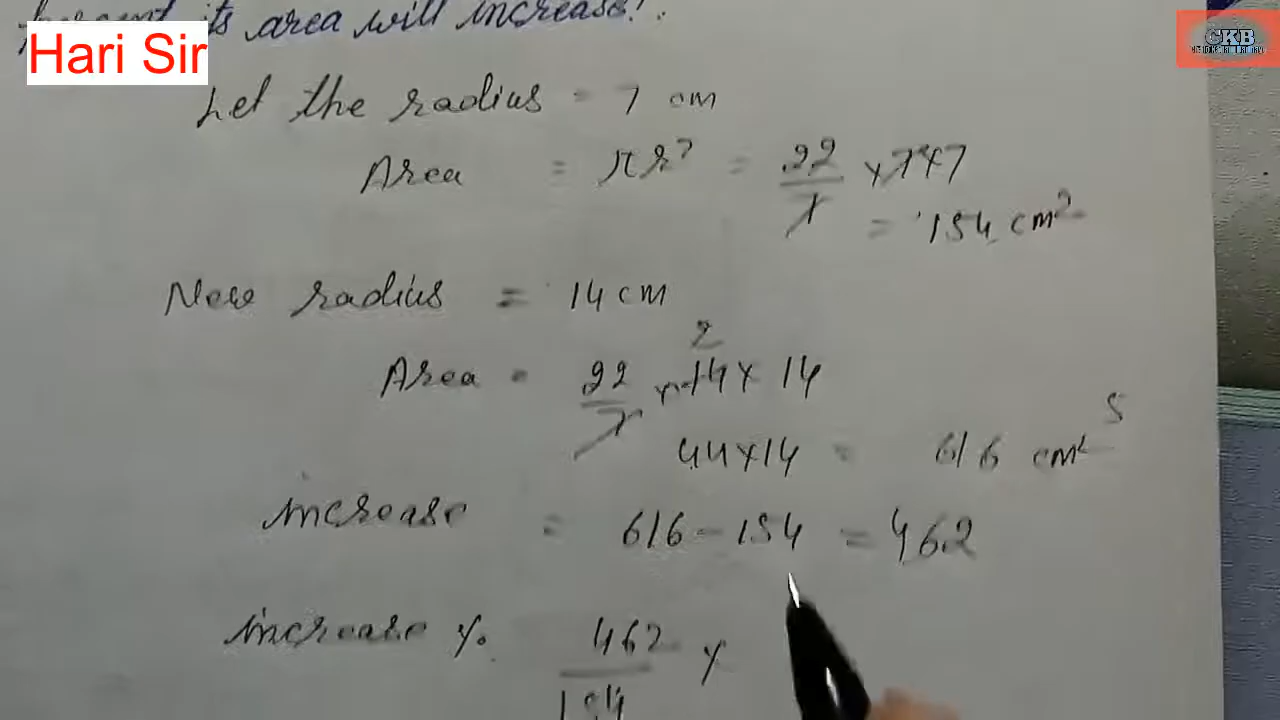 its area will increase?.
Hari Sir
GKB
Let the radius = 7 cm
Area = πr² = 22/7 × 7×7
= 154 cm²
New radius = 14 cm
2
Area = 22/7 × 14 × 14
44×14 = 616 cm²
increase = 616 - 154 = 462
increase % 462/154 ×